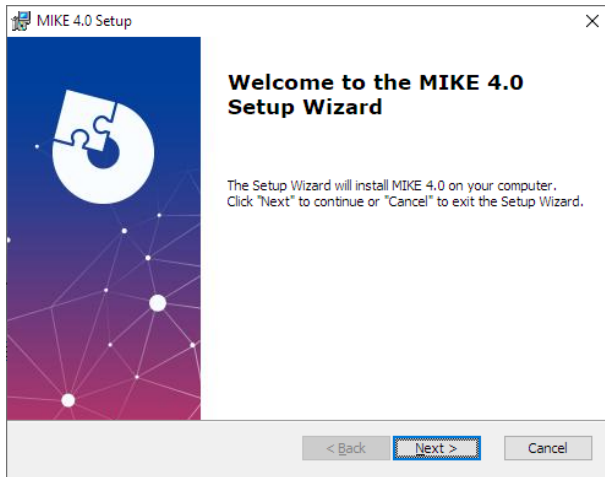 MIKE 4.0 Setup
Welcome to the MIKE 4.0
Setup Wizard
The Setup Wizard will install MIKE 4.0 on your computer.
Click "Next" to continue or "Cancel" to exit the Setup Wizard.
< Back
Next >
Cancel